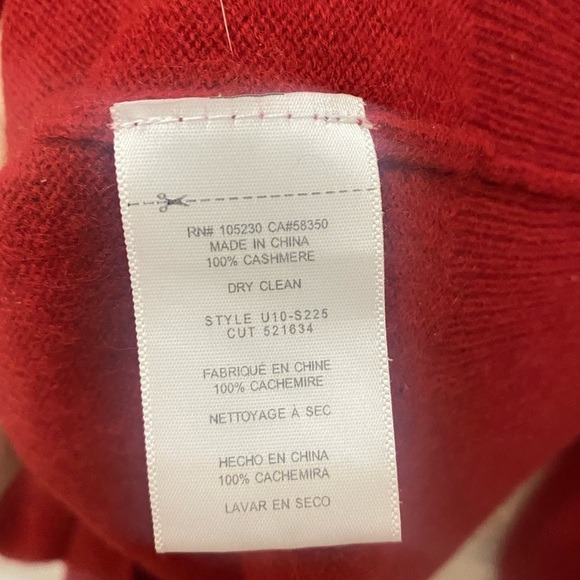 RN# 105230 CA#58350
MADE IN CHINA
100% CASHMERE
DRY CLEAN
STYLE U10-S225
CUT 521634
FABRIQUÉ EN CHINE
100% CACHEMIRE
NETTOYAGE À SEC
HECHO EN CHINA
100% CACHEMIRA
LAVAR EN SECO